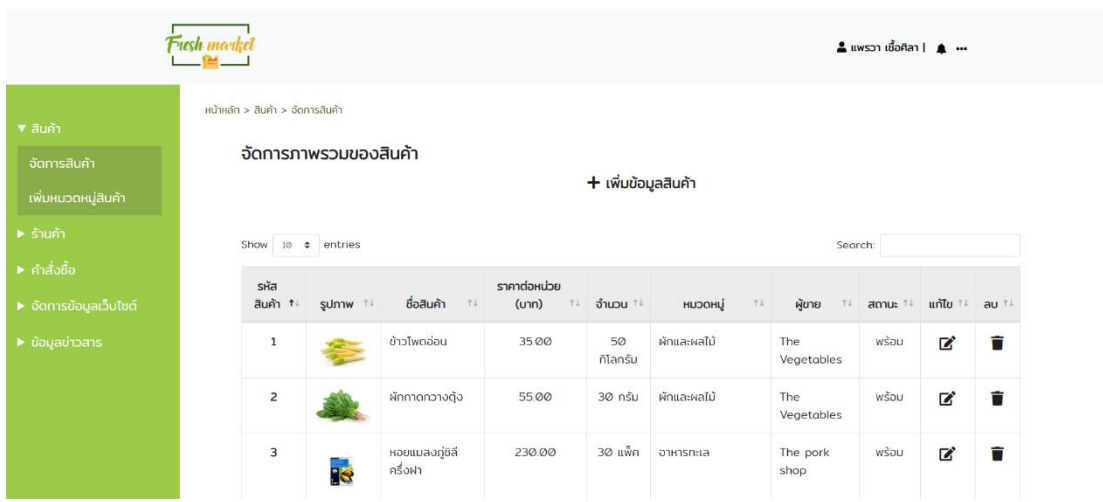 Fresh market
แพรวา เชื้อศิลา |
หน้าหลัก > สินค้า > จัดการสินค้า
▼ สินค้า
จัดการสินค้า
เพิ่มหมวดหมู่สินค้า
▶ ร้านค้า
▶ คำสั่งซื้อ
▶ จัดการข้อมูลเว็บไซต์
▶ ข้อมูลข่าวสาร
จัดการภาพรวมของสินค้า
+ เพิ่มข้อมูลสินค้า
Show 10 entries Search:
รหัสสินค้า รูปภาพ ชื่อสินค้า ราคาต่อหน่วย (บาท) จำนวน หมวดหมู่ ผู้ขาย สถานะ แก้ไข ลบ
1 ข้าวโพดอ่อน 35.00 50 กิโลกรัม ผักและผลไม้ The Vegetables พร้อม
2 ผักกาดกวางตุ้ง 55.00 30 กรัม ผักและผลไม้ The Vegetables พร้อม
3 หอยแมลงภู่ชิลีครึ่งฝา 230.00 30 แพ็ค อาหารทะเล The pork shop พร้อม